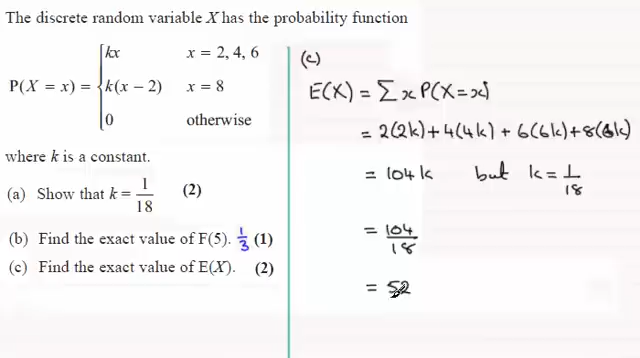 The discrete random variable X has the probability function
P(X = x) =
kx x = 2, 4, 6
k(x − 2) x = 8
0 otherwise
where k is a constant.
(a) Show that k = 1/18 (2)
(b) Find the exact value of F(5). 1/3 (1)
(c) Find the exact value of E(X). (2)
(c)
E(X) = ∑ x P(X=x)
= 2(2k) + 4(4k) + 6(6k) + 8(6k)
= 104k but k = 1/18
= 104/18
= 52